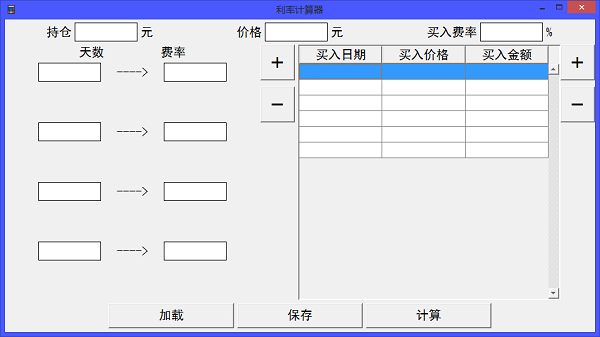 利率计算器
持仓 元 价格 元 买入费率 %
天数 费率
买入日期 买入价格 买入金额
---->
---->
---->
---->
+
−
+
−
加载 保存 计算